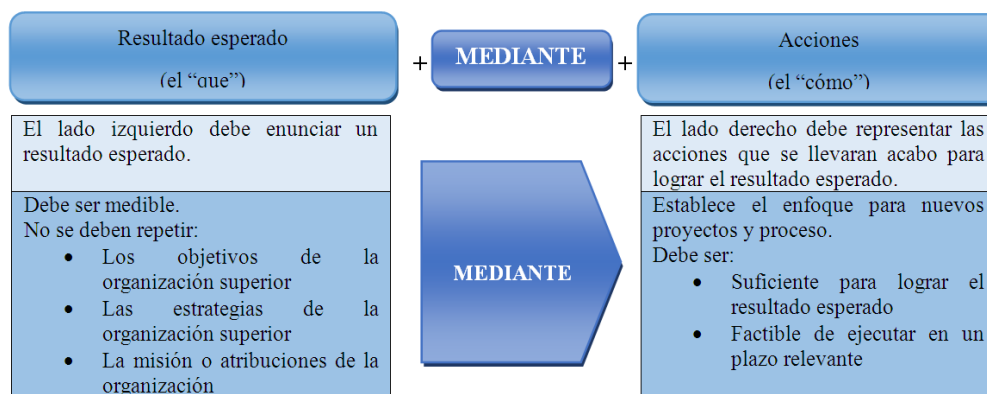 Resultado esperado
(el “que”)
+
MEDIANTE
+
Acciones
(el “cómo”)
El lado izquierdo debe enunciar un
resultado esperado.
Debe ser medible.
No se deben repetir:
• Los objetivos de la
organización superior
• Las estrategias de la
organización superior
• La misión o atribuciones de la
organización
MEDIANTE
El lado derecho debe representar las
acciones que se llevaran acabo para
lograr el resultado esperado.
Establece el enfoque para nuevos
proyectos y proceso.
Debe ser:
• Suficiente para lograr el
resultado esperado
• Factible de ejecutar en un
plazo relevante